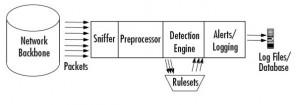 Network
Backbone
Packets
Sniffer
Preprocessor
Detection
Engine
Alerts/
Logging
Rulesets
Log Files/
Database